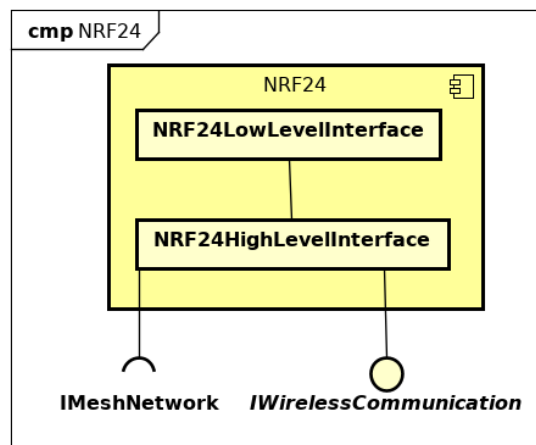 cmp NRF24
NRF24
NRF24LowLevelInterface
NRF24HighLevelInterface
IMeshNetwork IWirelessCommunication